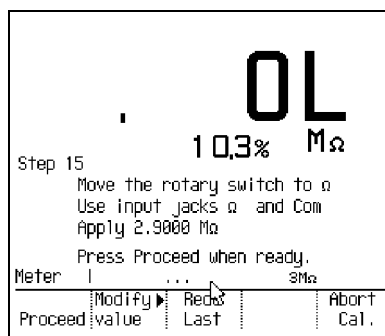 . OL
10.3% MΩ
Step 15
Move the rotary switch to Ω
Use input jacks Ω and Com
Apply 2.9000 MΩ
Press Proceed when ready.
Meter | ... 3MΩ
Proceed Modify value Redo Last Abort Cal.